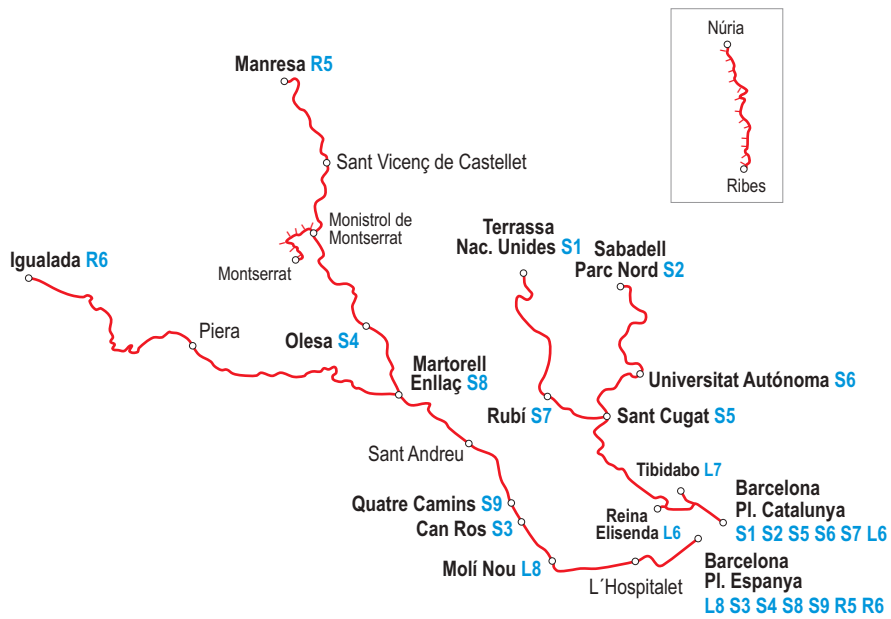 Núria
Ribes
Manresa R5
Sant Vicenç de Castellet
Monistrol de
Montserrat
Montserrat
Igualada R6
Piera
Olesa S4
Martorell
Enllaç S8
Terrassa
Nac. Unides S1
Sabadell
Parc Nord S2
Universitat Autónoma S6
Rubí S7
Sant Cugat S5
Sant Andreu
Tibidabo L7
Quatre Camins S9
Can Ros S3
Reina
Elisenda L6
Barcelona
Pl. Catalunya
S1 S2 S5 S6 S7 L6
Molí Nou L8
L´Hospitalet
Barcelona
Pl. Espanya
L8 S3 S4 S8 S9 R5 R6